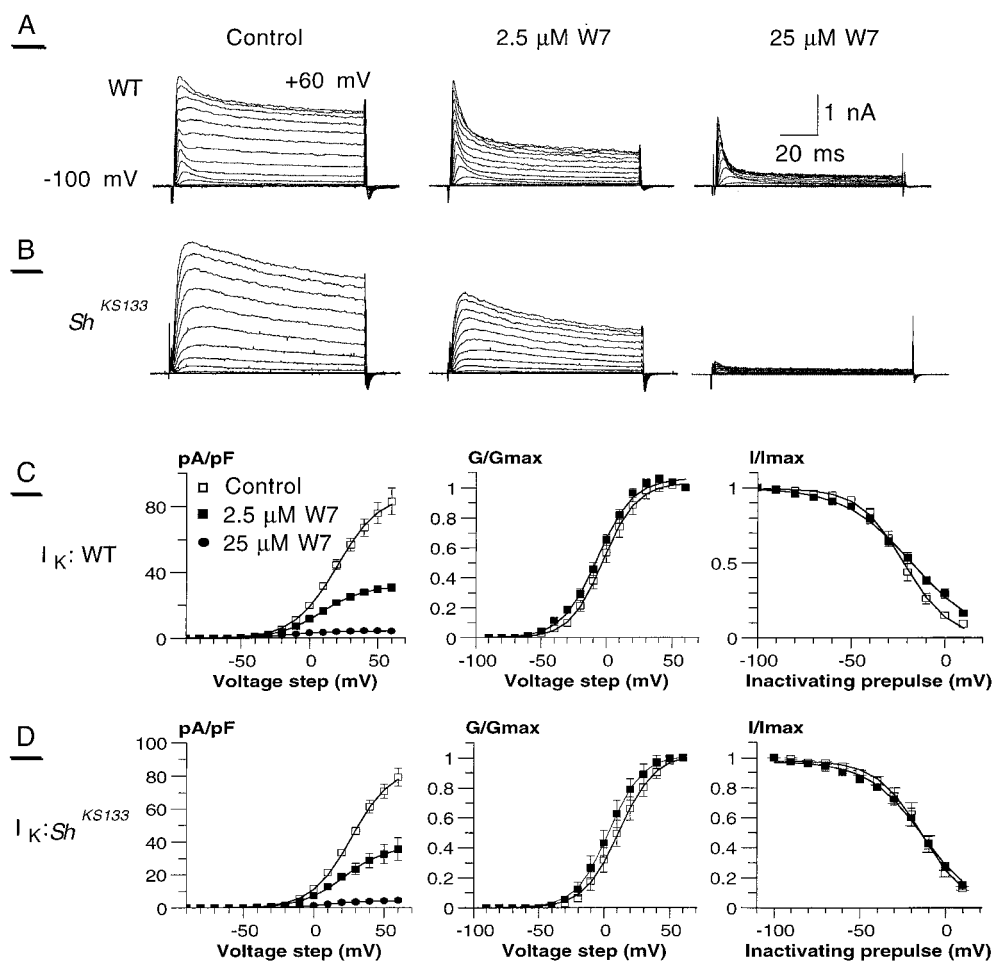 A
Control
2.5 μM W7
25 μM W7
WT
+60 mV
1 nA
20 ms
-100 mV
B
Sh KS133
C
pA/pF
G/Gmax
I/Imax
80
40
0
Control
2.5 μM W7
25 μM W7
I K: WT
1
0.8
0.6
0.4
0.2
0
1
0.5
0
-50 0 50
-100 -50 0 50
-100 -50 0
Voltage step (mV)
Voltage step (mV)
Inactivating prepulse (mV)
D
pA/pF
G/Gmax
I/Imax
I K:Sh KS133
100
80
60
40
20
0
1
0.8
0.6
0.4
0.2
0
1
0.8
0.6
0.4
0.2
0
-50 0 50
-100 -50 0 50
-100 -50 0
Voltage step (mV)
Voltage step (mV)
Inactivating prepulse (mV)